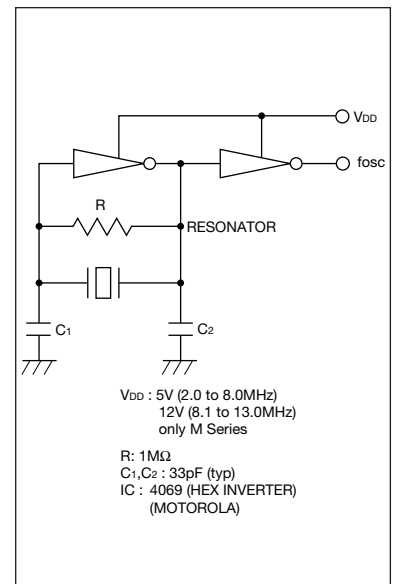 VDD
fosc
R
RESONATOR
C1
C2
VDD : 5V (2.0 to 8.0MHz)
12V (8.1 to 13.0MHz)
only M Series
R: 1MΩ
C1,C2 : 33pF (typ)
IC : 4069 (HEX INVERTER)
(MOTOROLA)